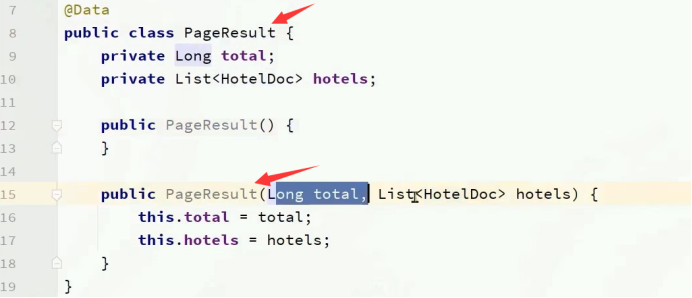 7 @Data
8 public class PageResult {
9 private Long total;
10 private List<HotelDoc> hotels;
11
12 public PageResult() {
13 }
14
15 public PageResult(Long total, List<HotelDoc> hotels) {
16 this.total = total;
17 this.hotels = hotels;
18 }
19 }